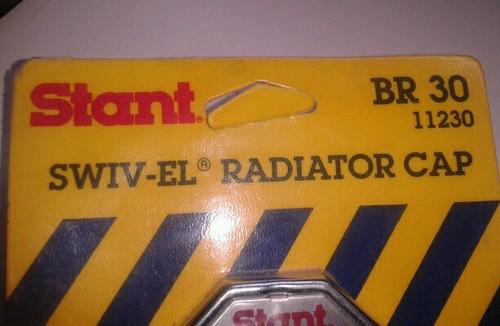 Stant. BR 30
11230
SWIV-EL® RADIATOR CAP
Stant.